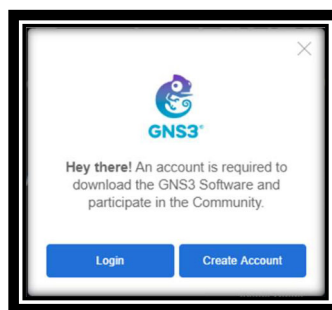 GNS3®
Hey there! An account is required to
download the GNS3 Software and
participate in the Community.
Login Create Account